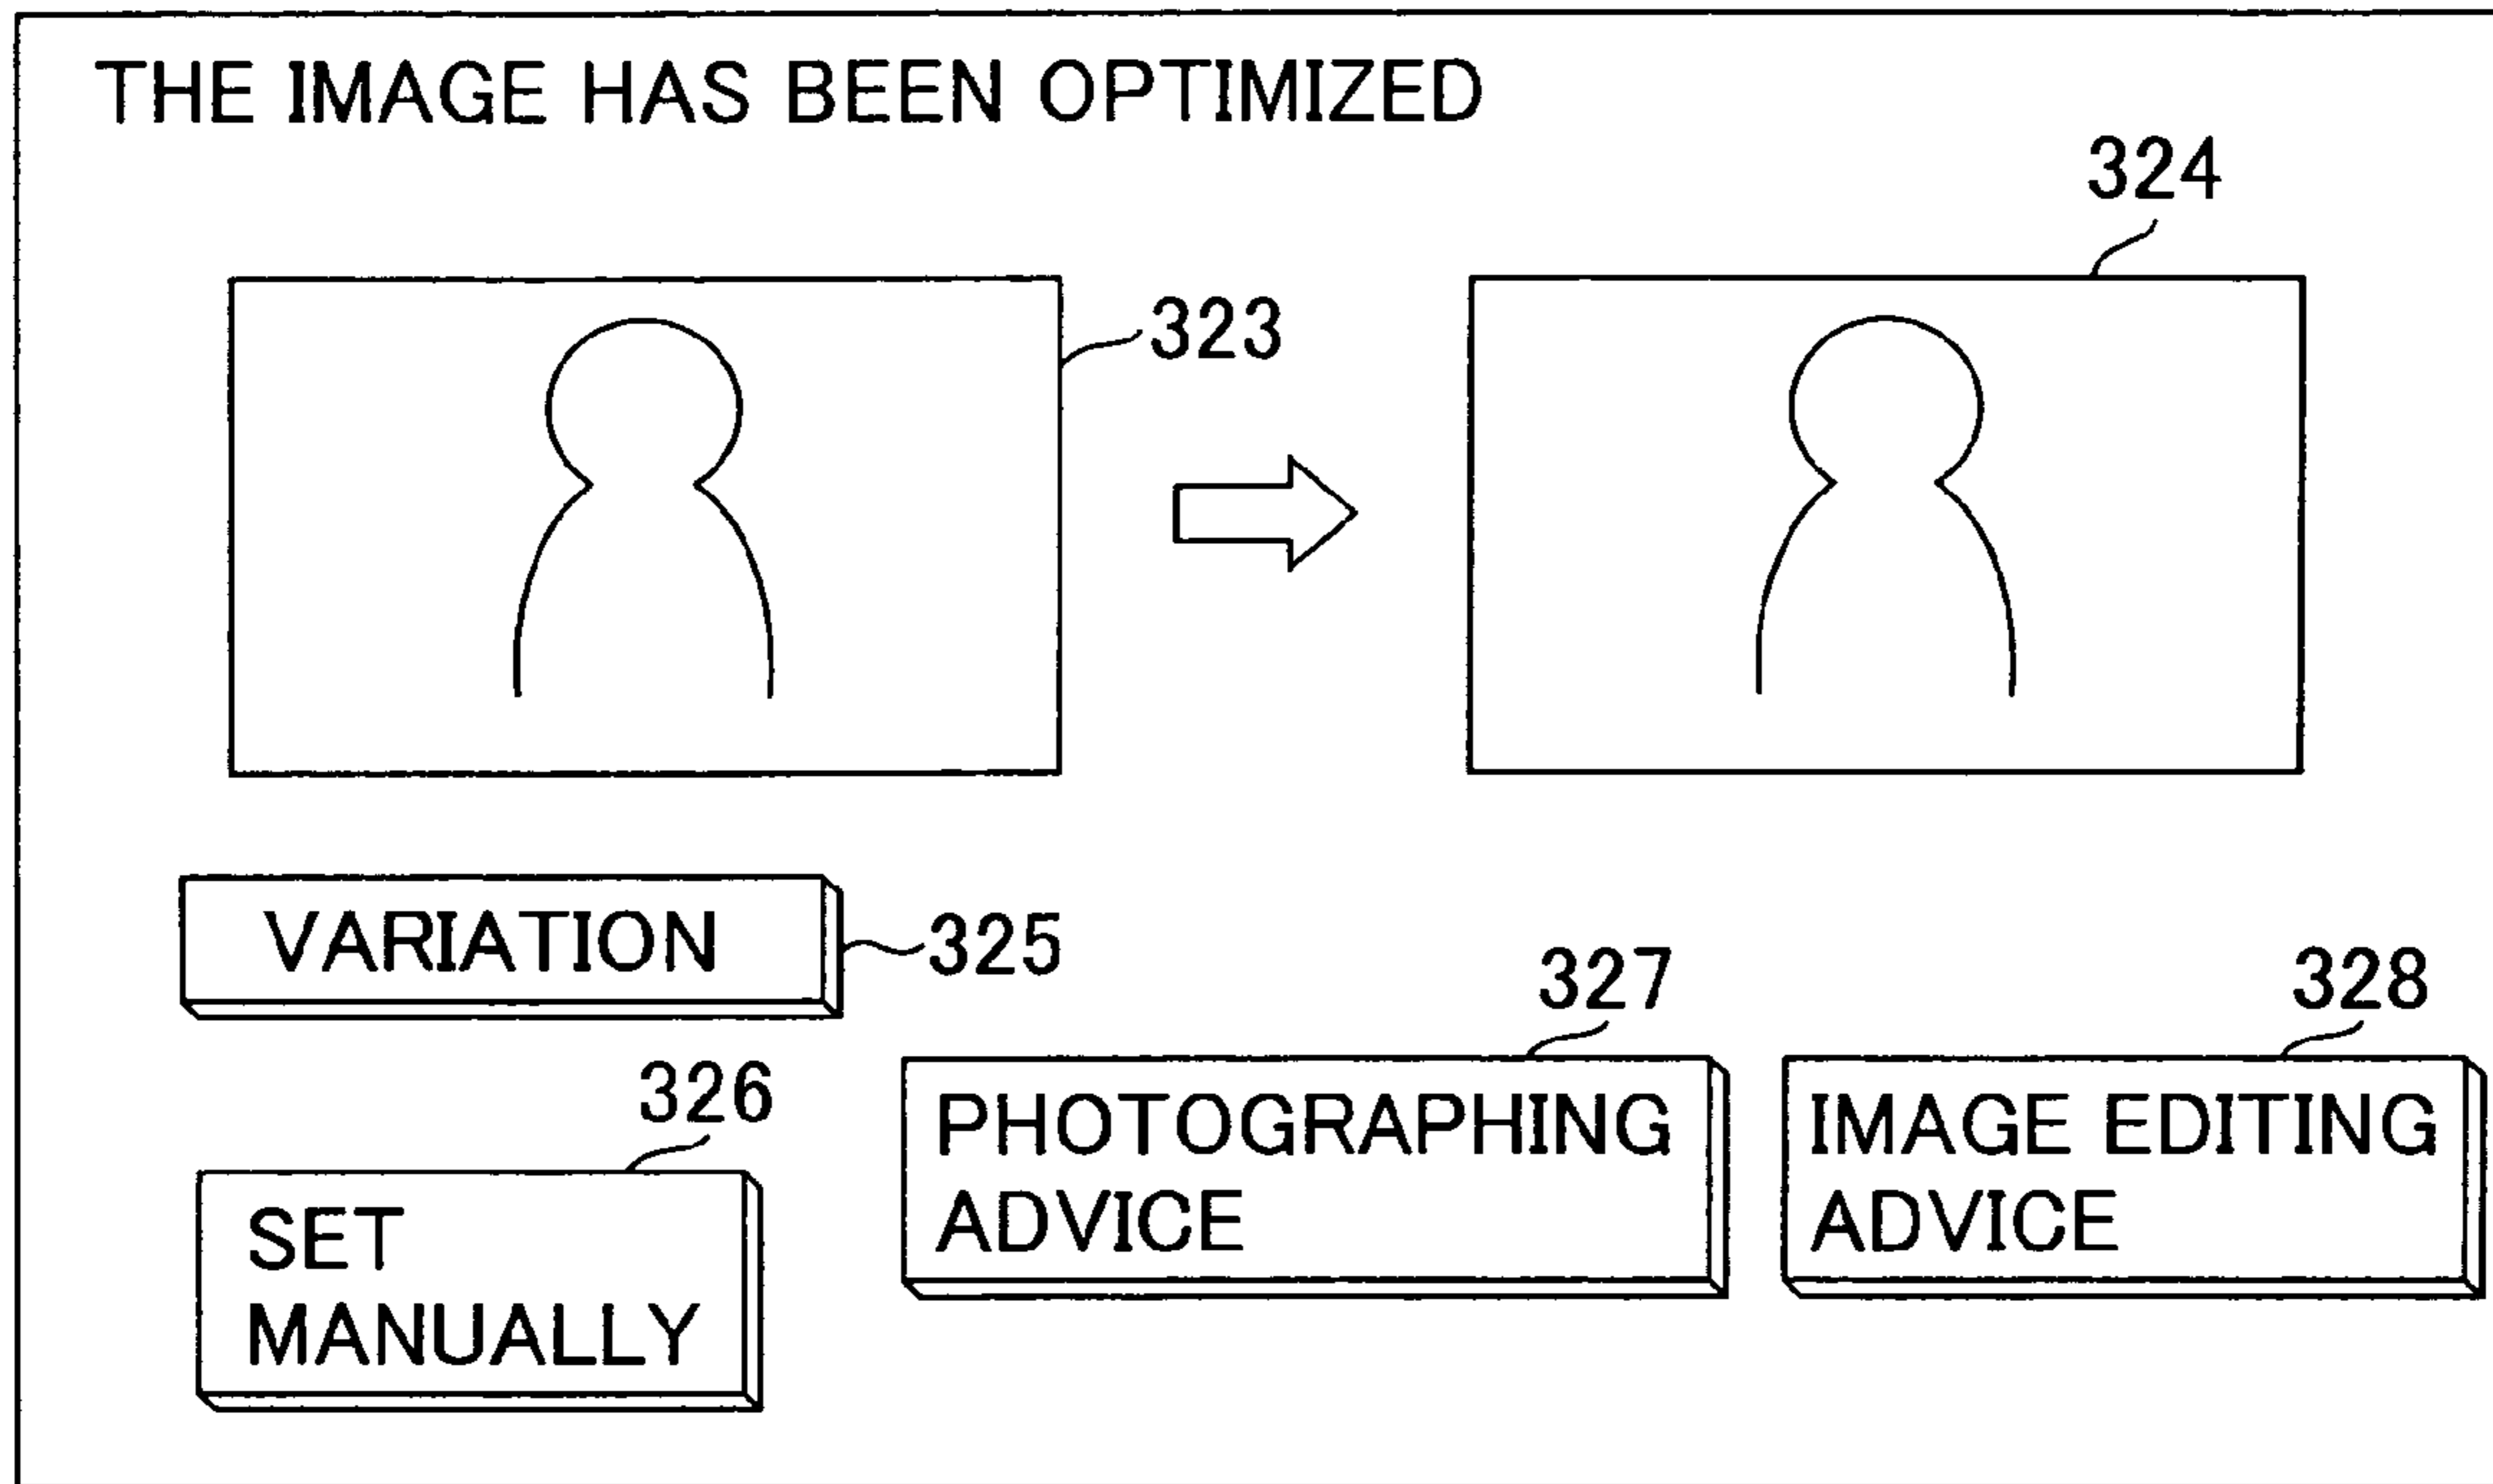 THE IMAGE HAS BEEN OPTIMIZED
324
323
VARIATION
325
327
328
326
PHOTOGRAPHING
ADVICE
IMAGE EDITING
ADVICE
SET
MANUALLY